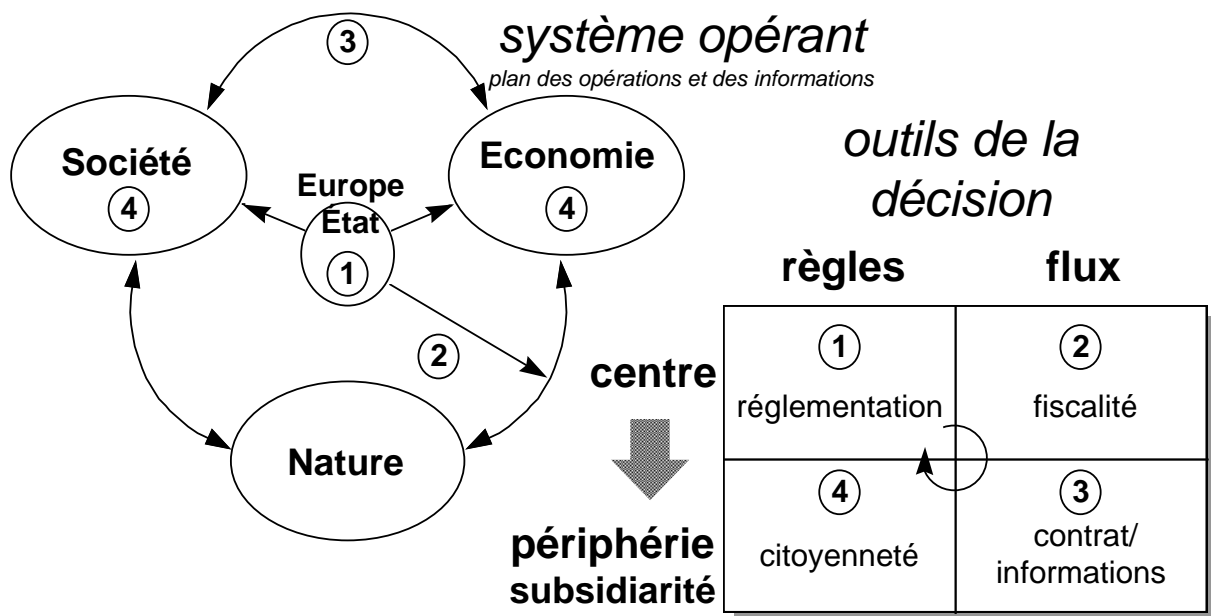 3
système opérant
plan des opérations et des informations
Société
4
Europe
État
1
Economie
4
2
Nature
outils de la
décision
règles
flux
centre
1
réglementation
2
fiscalité
périphérie
subsidiarité
4
citoyenneté
3
contrat/
informations